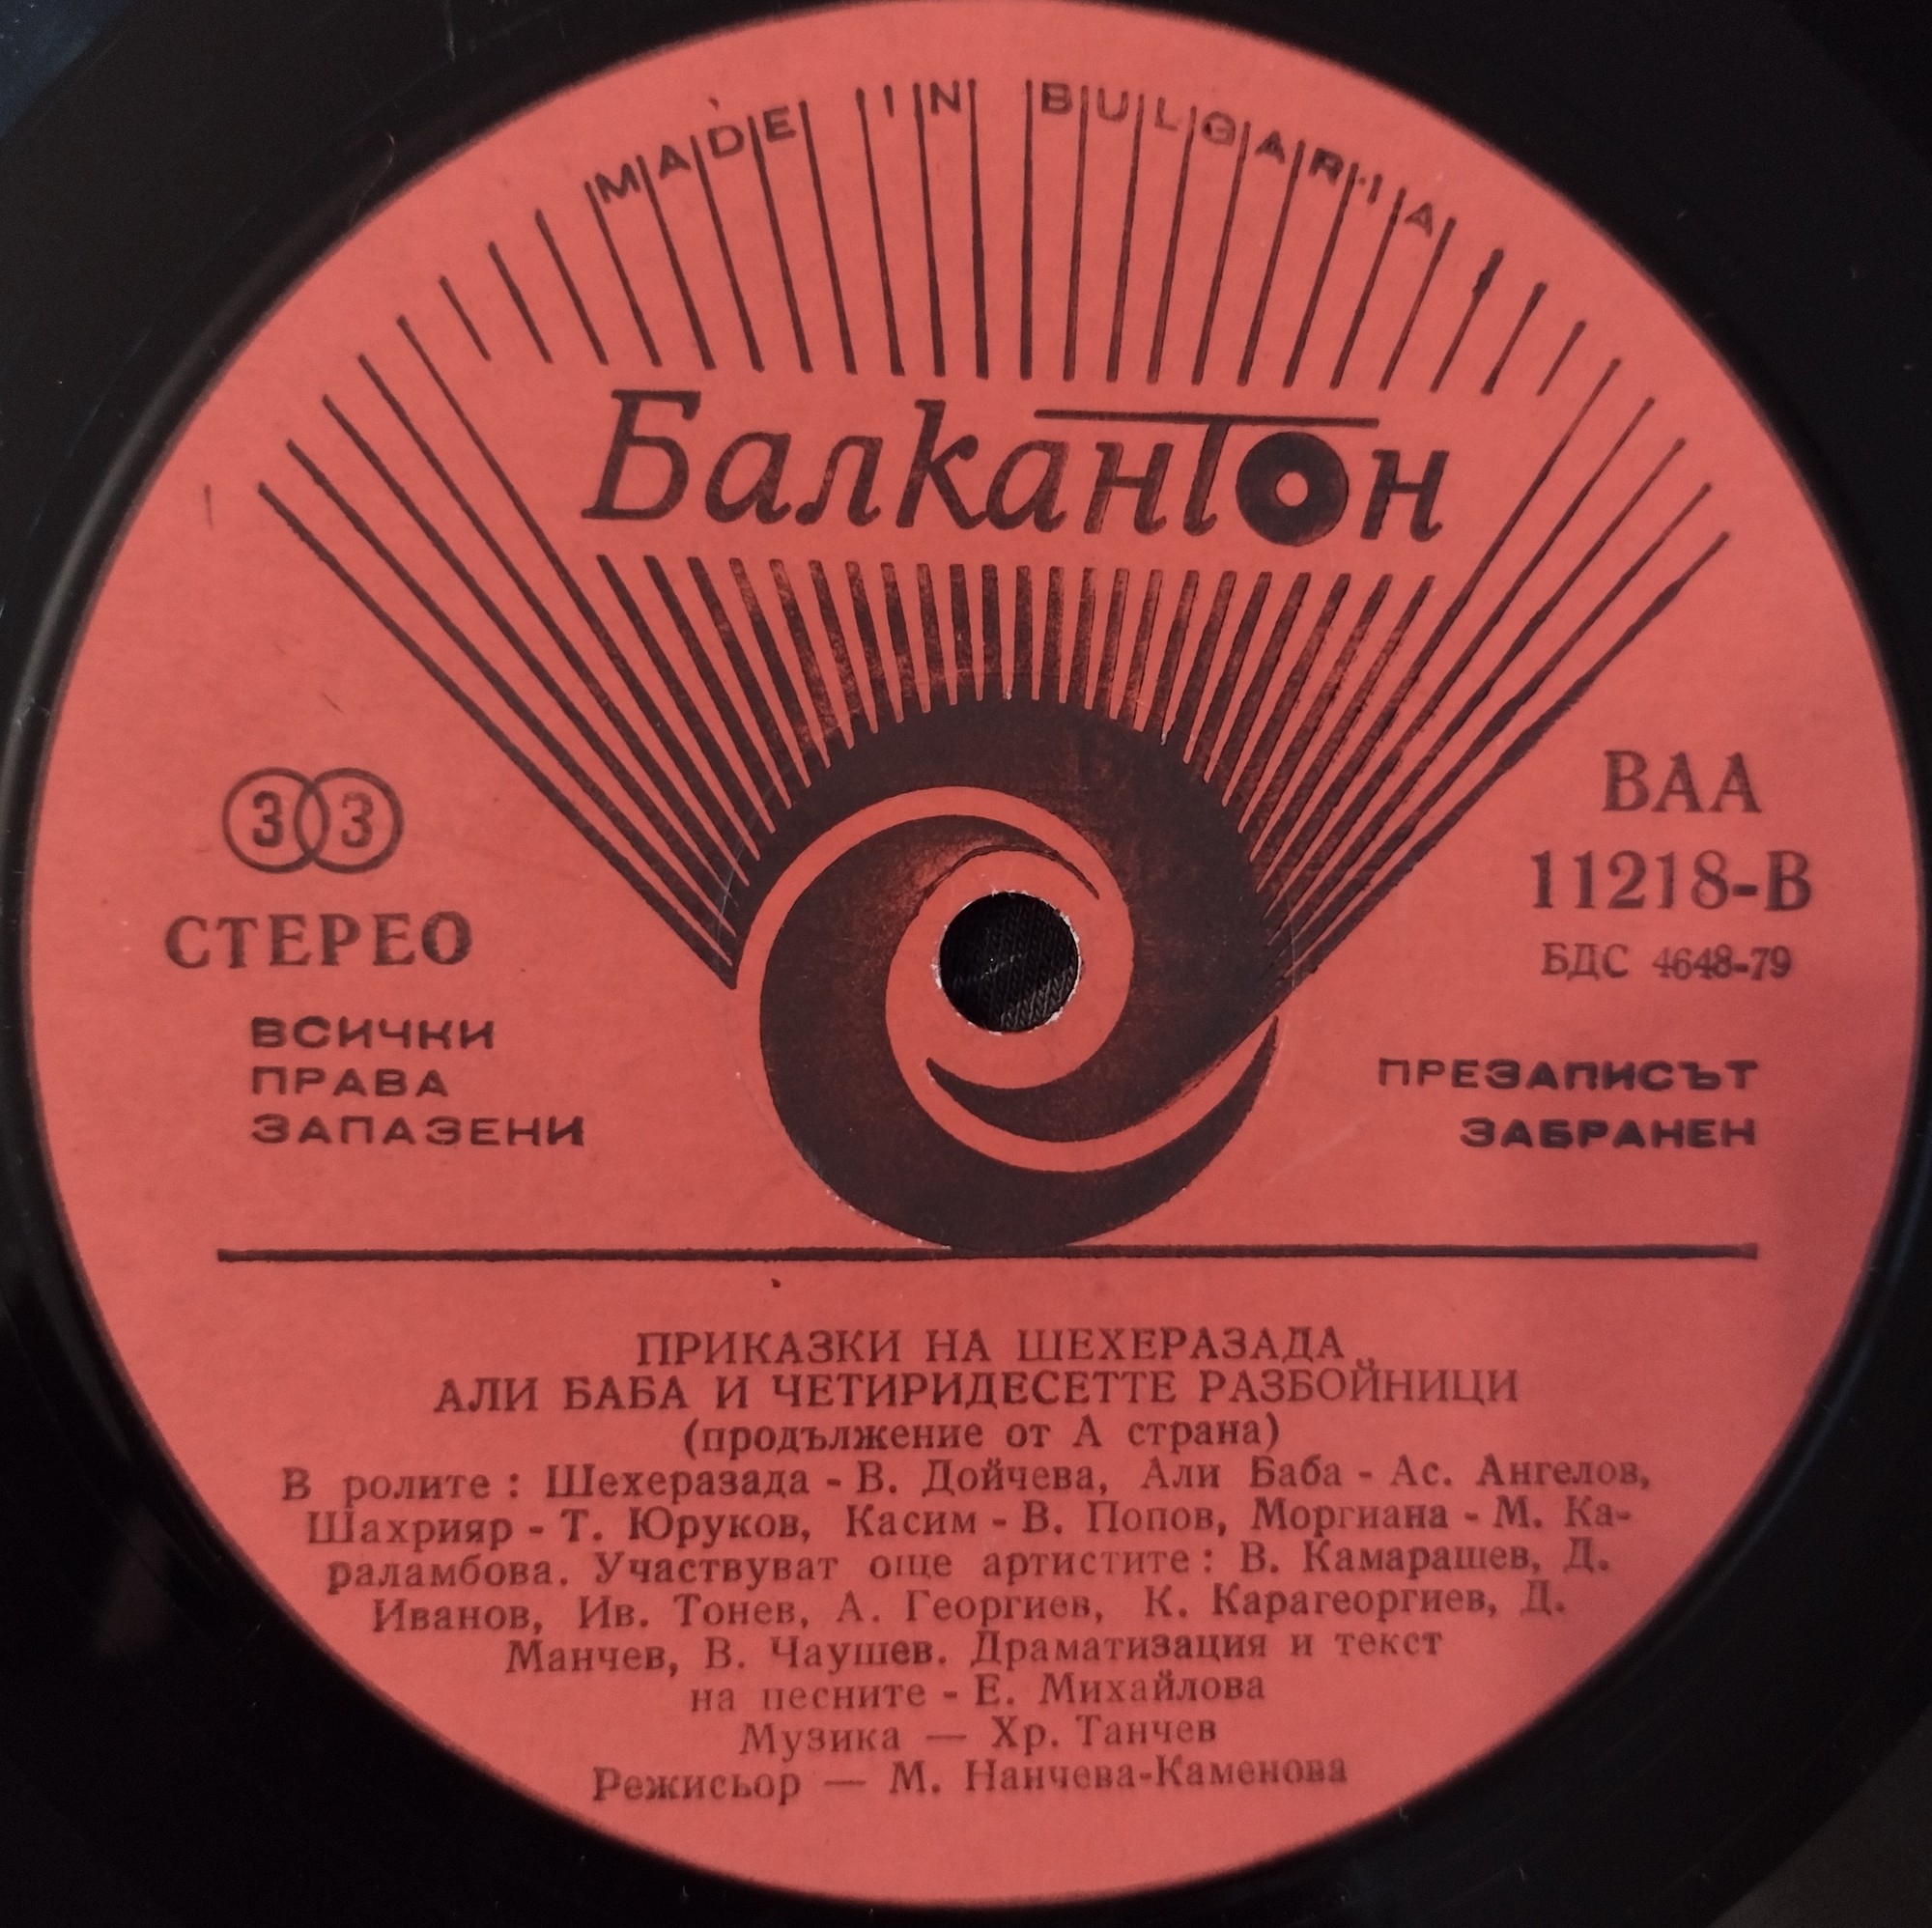 MADE IN BULGARIA
Балкантон
33
СТЕРЕО
ВСИЧКИ
ПРАВА
ЗАПАЗЕНИ
ВАА
11218-В
БДС 4648-79
ПРЕЗАПИСЪТ
ЗАБРАНЕН
ПРИКАЗКИ НА ШЕХЕРАЗАДА
АЛИ БАБА И ЧЕТИРИДЕСЕТТЕ РАЗБОЙНИЦИ
(продължение от А страна)
В ролите : Шехеразада - В. Дойчева, Али Баба - Ас. Ангелов,
Шахрияр - Т. Юруков, Касим - В. Попов, Моргиана - М. Ка-
раламбова. Участвуват още артистите : В. Камарашев, Д.
Иванов, Ив. Тонев, А. Георгиев, К. Карагеоргиев, Д.
Манчев, В. Чаушев. Драматизация и текст
на песните - Е. Михайлова
Музика — Хр. Танчев
Режисьор — М. Нанчева-Каменова